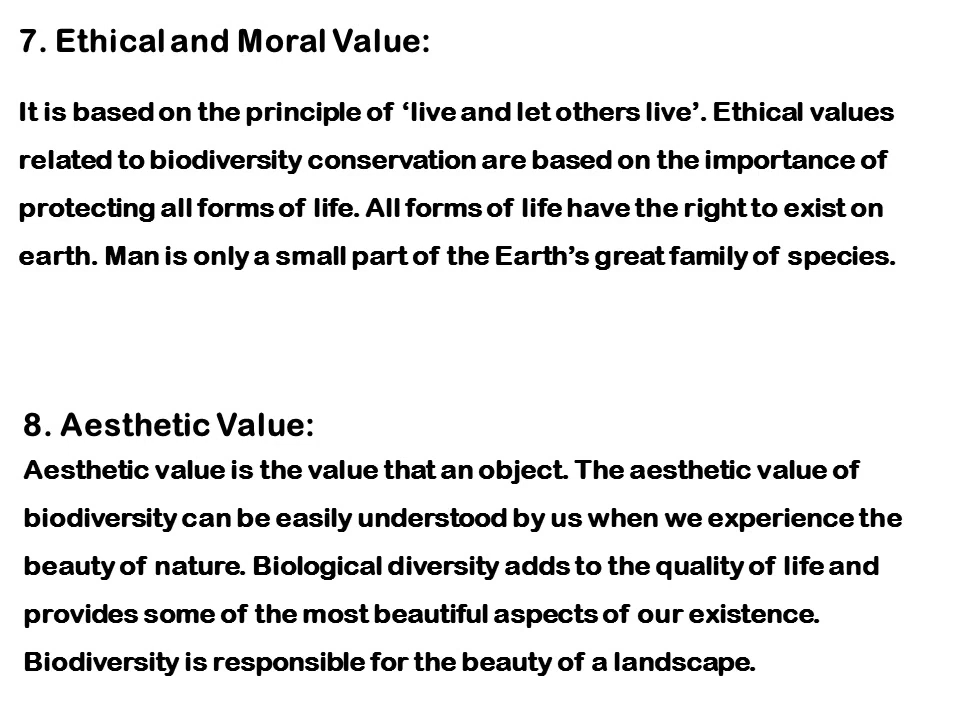 7. Ethical and Moral Value:
It is based on the principle of ‘live and let others live’. Ethical values
related to biodiversity conservation are based on the importance of
protecting all forms of life. All forms of life have the right to exist on
earth. Man is only a small part of the Earth’s great family of species.
8. Aesthetic Value:
Aesthetic value is the value that an object. The aesthetic value of
biodiversity can be easily understood by us when we experience the
beauty of nature. Biological diversity adds to the quality of life and
provides some of the most beautiful aspects of our existence.
Biodiversity is responsible for the beauty of a landscape.